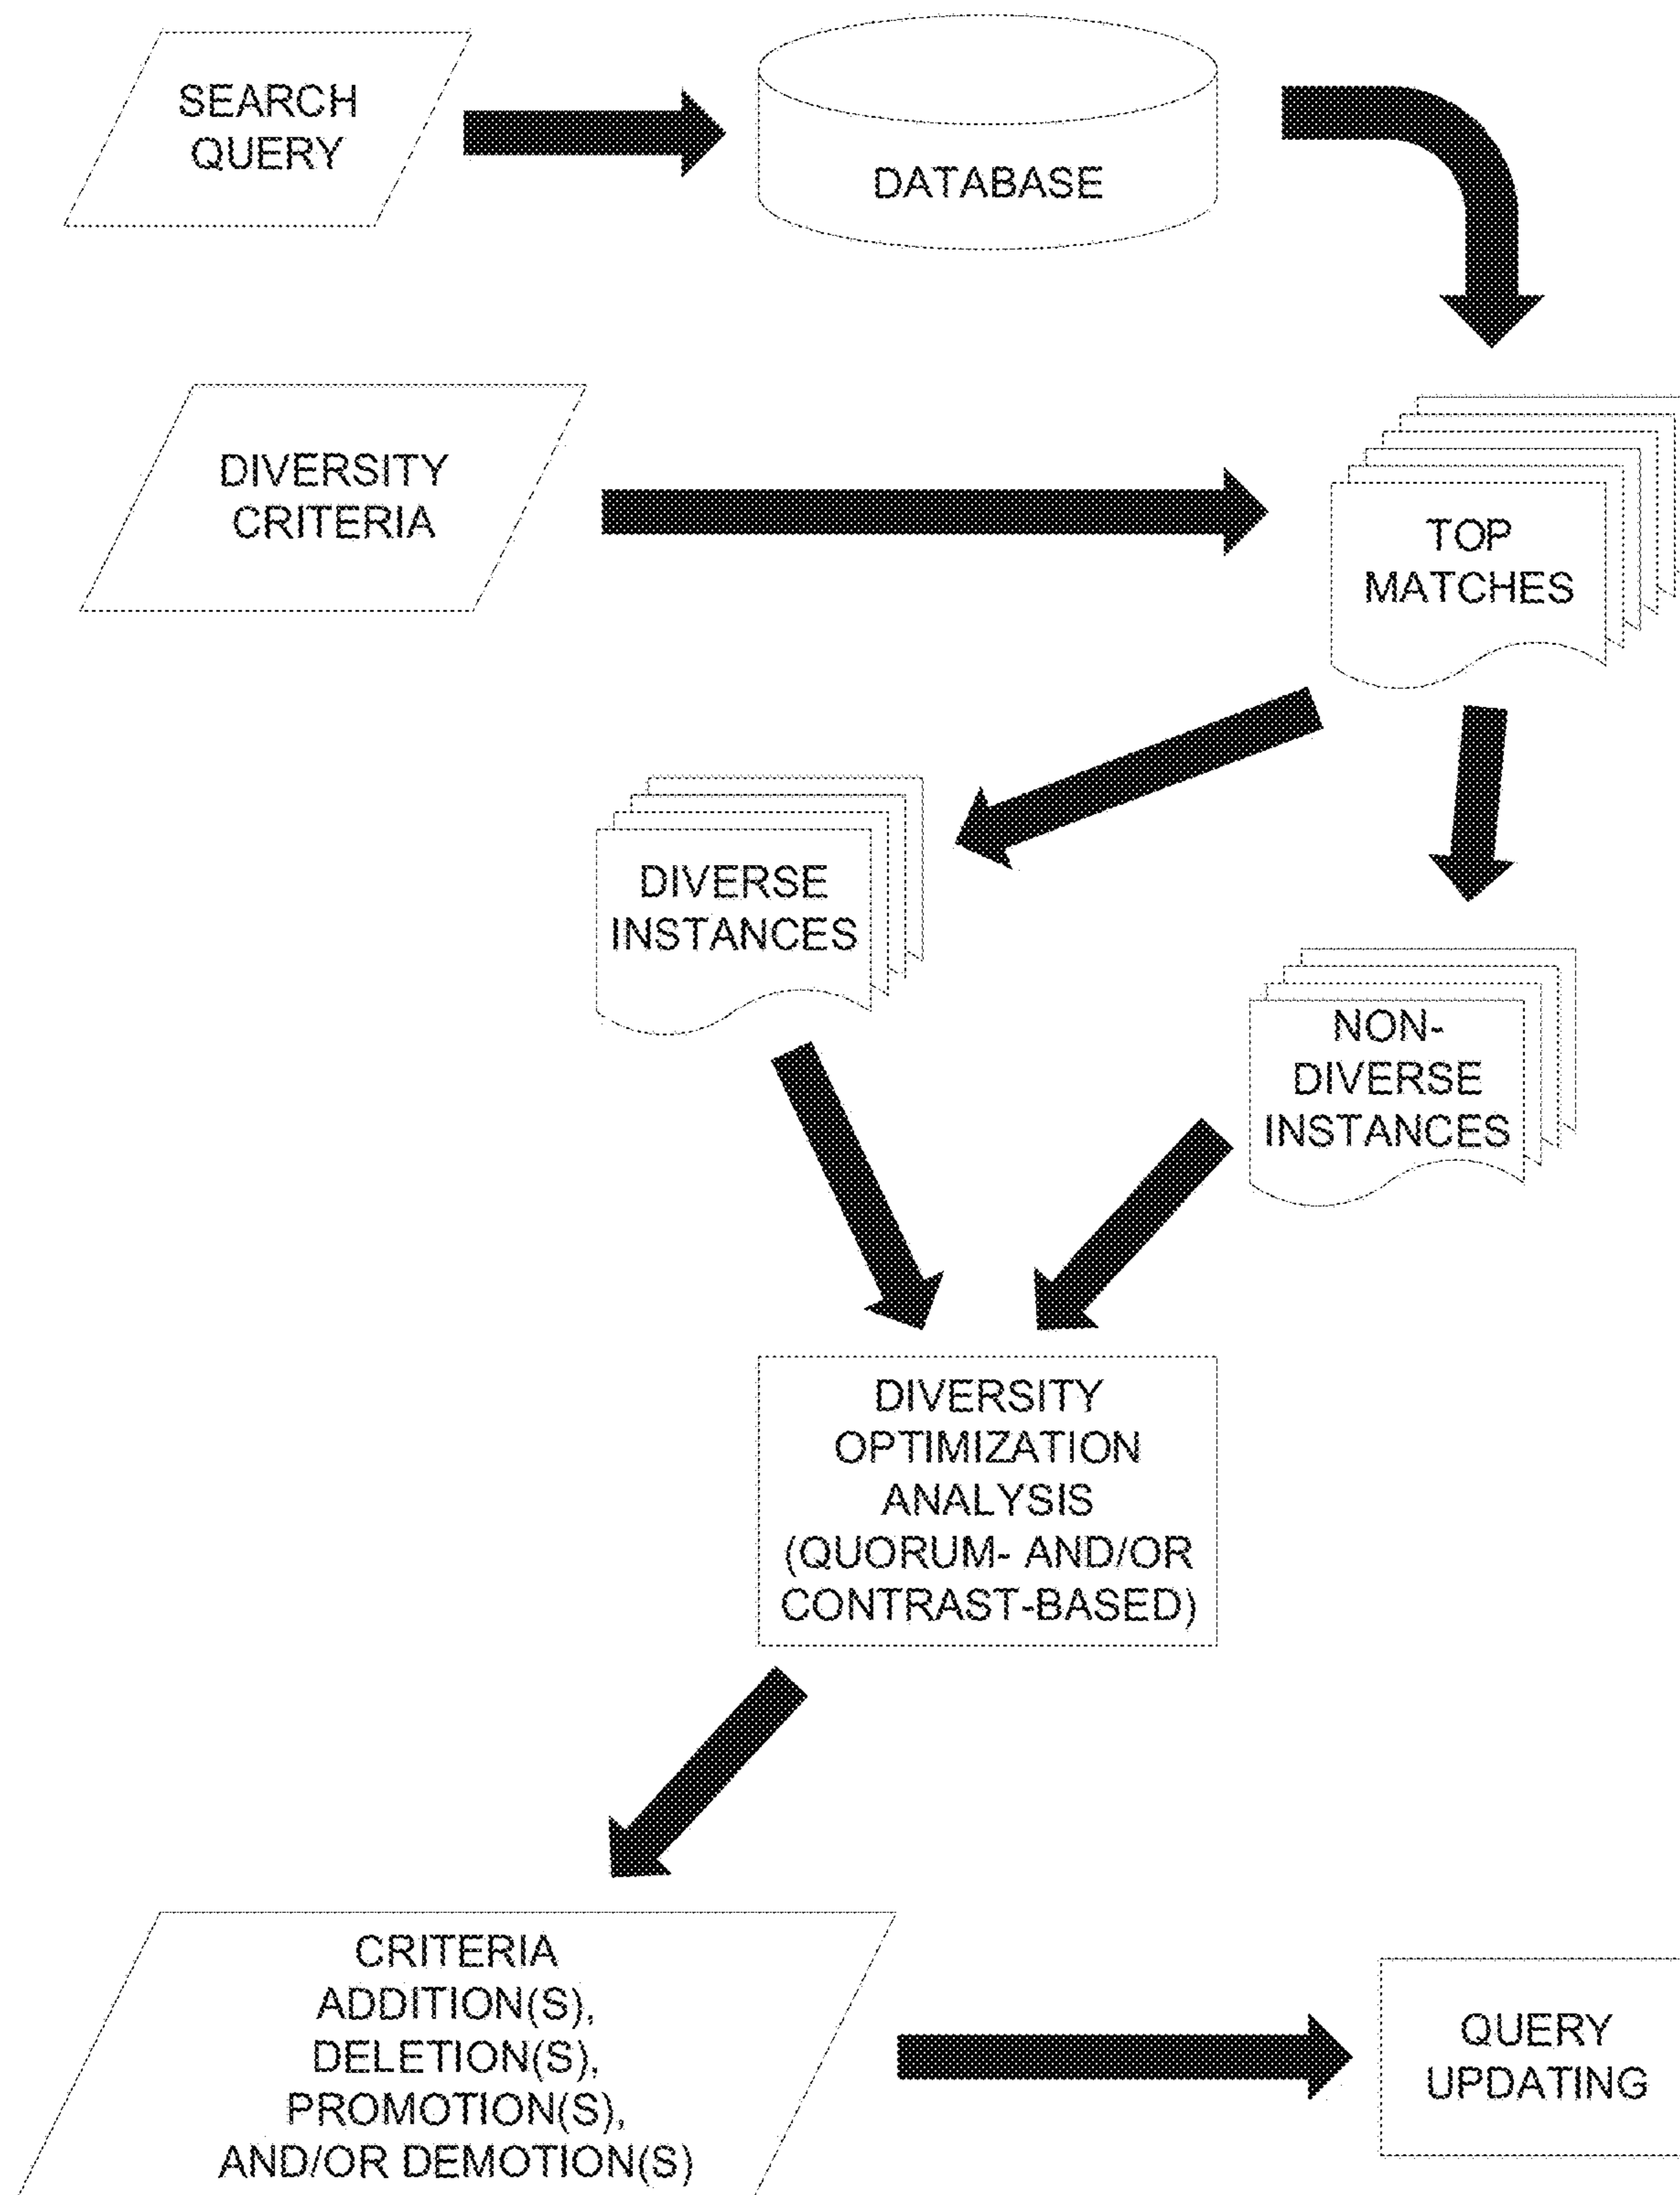 SEARCH
QUERY
DATABASE
DIVERSITY
CRITERIA
TOP
MATCHES
DIVERSE
INSTANCES
NON-
DIVERSE
INSTANCES
DIVERSITY
OPTIMIZATION
ANALYSIS
(QUORUM- AND/OR
CONTRAST-BASED)
CRITERIA
ADDITION(S),
DELETION(S),
PROMOTION(S),
AND/OR DEMOTION(S)
QUERY
UPDATING